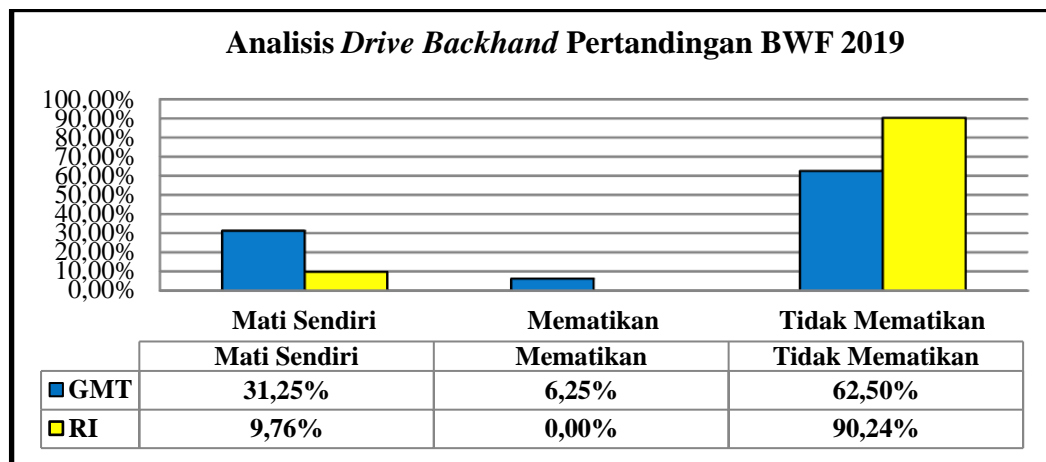 Analisis Drive Backhand Pertandingan BWF 2019
100,00%
90,00%
80,00%
70,00%
60,00%
50,00%
40,00%
30,00%
20,00%
10,00%
0,00%
Mati Sendiri Mematikan Tidak Mematikan
Mati Sendiri Mematikan Tidak Mematikan
GMT 31,25% 6,25% 62,50%
RI 9,76% 0,00% 90,24%